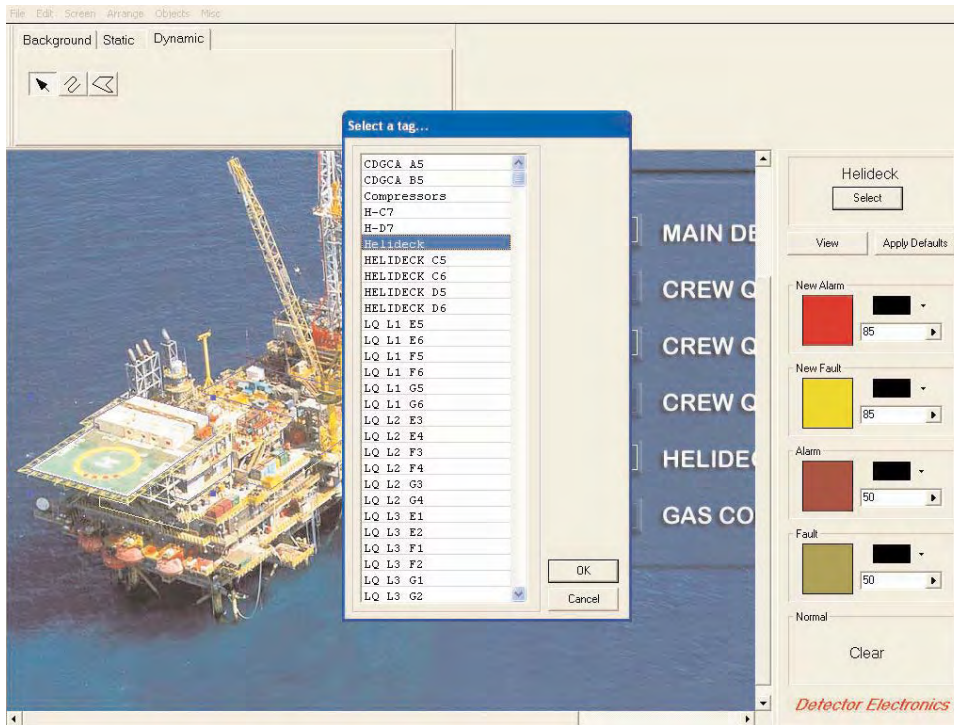 File Edit Screen Arrange Objects Misc
Background Static Dynamic
Select a tag...
CDGCA A5
CDGCA B5
Compressors
H-C7
H-D7
Helideck
HELIDECK C5
HELIDECK C6
HELIDECK D5
HELIDECK D6
LQ L1 E5
LQ L1 E6
LQ L1 F5
LQ L1 F6
LQ L1 G5
LQ L1 G6
LQ L2 E3
LQ L2 E4
LQ L2 F3
LQ L2 F4
LQ L2 G3
LQ L2 G4
LQ L3 E1
LQ L3 E2
LQ L3 F1
LQ L3 F2
LQ L3 G1
LQ L3 G2
OK
Cancel
MAIN DE
CREW Q
CREW Q
CREW Q
HELIDE
GAS CO
Helideck
Select
View Apply Defaults
New Alarm
85
New Fault
85
Alarm
50
Fault
50
Normal
Clear
Detector Electronics